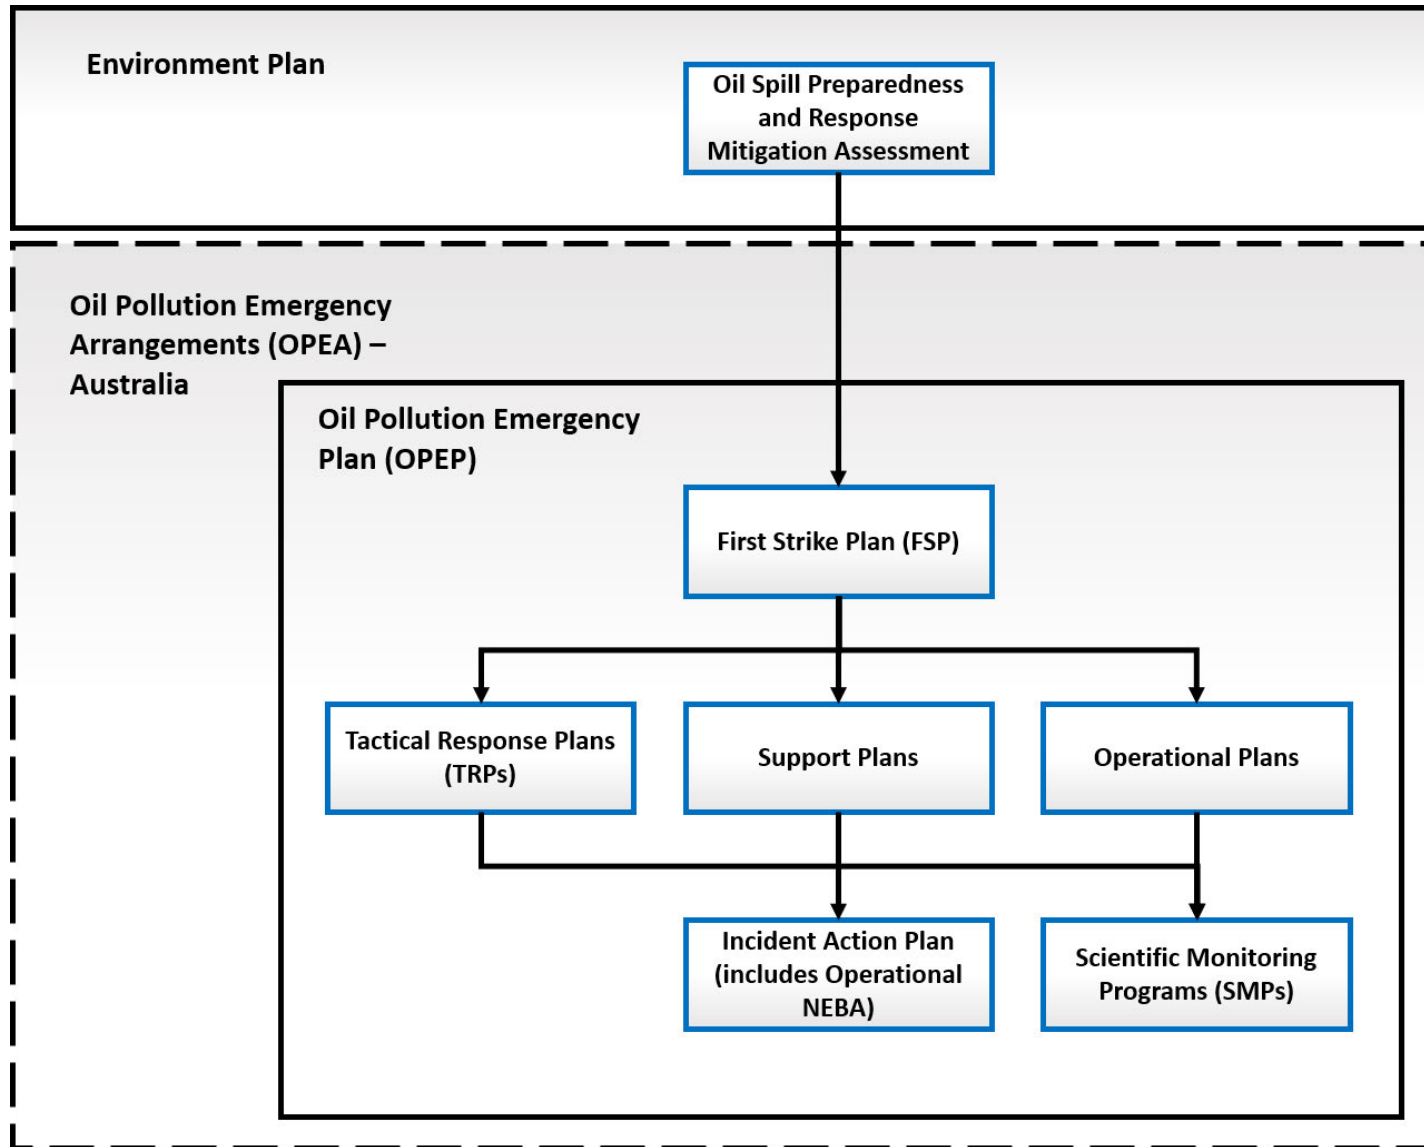 Environment Plan
Oil Spill Preparedness
and Response
Mitigation Assessment
Oil Pollution Emergency
Arrangements (OPEA) –
Australia
Oil Pollution Emergency
Plan (OPEP)
First Strike Plan (FSP)
Tactical Response Plans
(TRPs)
Support Plans
Operational Plans
Incident Action Plan
(includes Operational
NEBA)
Scientific Monitoring
Programs (SMPs)